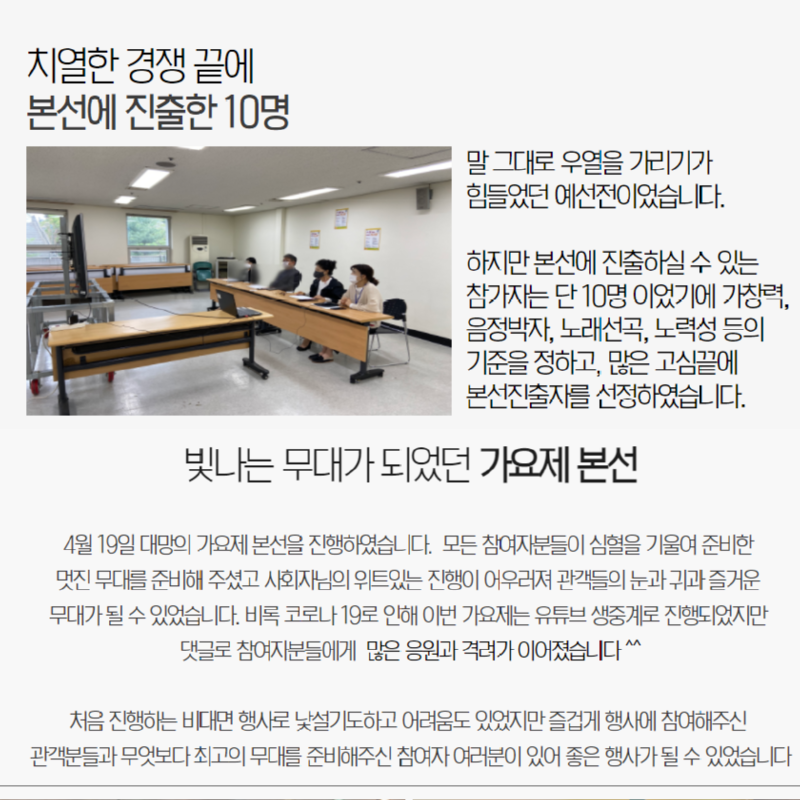 치열한 경쟁 끝에
본선에 진출한 10명
말 그대로 우열을 가리기가
힘들었던 예선전이었습니다.
하지만 본선에 진출하실 수 있는
참가자는 단 10명 이었기에 가창력,
음정박자, 노래선곡, 노력성 등의
기준을 정하고, 많은 고심끝에
본선진출자를 선정하였습니다.
빛나는 무대가 되었던 가요제 본선
4월 19일 대망의 가요제 본선을 진행하였습니다. 모든 참여자분들이 심혈을 기울여 준비한
멋진 무대를 준비해 주셨고 사회자님의 위트있는 진행이 어우러져 관객들의 눈과 귀과 즐거운
무대가 될 수 있었습니다. 비록 코로나 19로 인해 이번 가요제는 유튜브 생중계로 진행되었지만
댓글로 참여자분들에게 많은 응원과 격려가 이어졌습니다 ^^
처음 진행하는 비대면 행사로 낯설기도하고 어려움도 있었지만 즐겁게 행사에 참여해주신
관객분들과 무엇보다 최고의 무대를 준비해주신 참여자 여러분이 있어 좋은 행사가 될 수 있었습니다